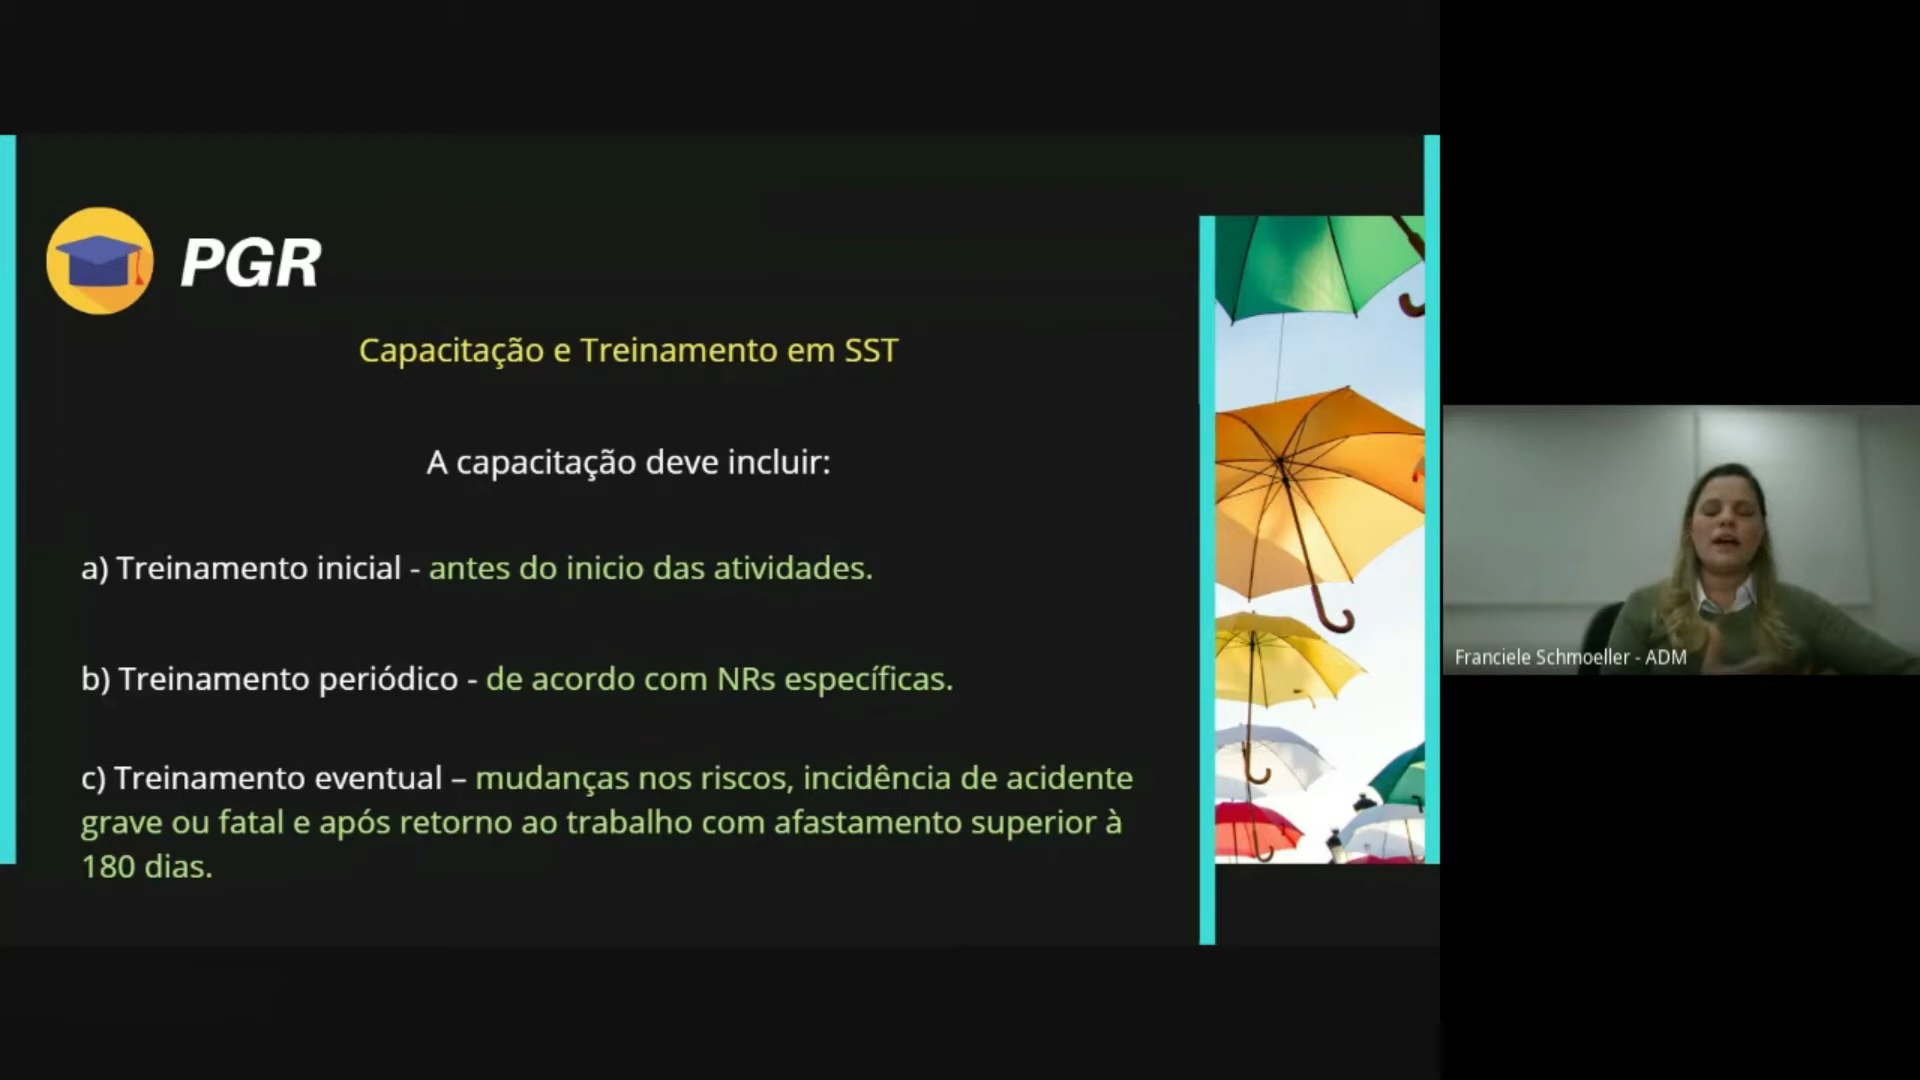 PGR
Capacitação e Treinamento em SST
A capacitação deve incluir:
a) Treinamento inicial - antes do inicio das atividades.
b) Treinamento periódico - de acordo com NRs específicas.
c) Treinamento eventual – mudanças nos riscos, incidência de acidente
grave ou fatal e após retorno ao trabalho com afastamento superior à
180 dias.
Franciele Schmoeller - ADM